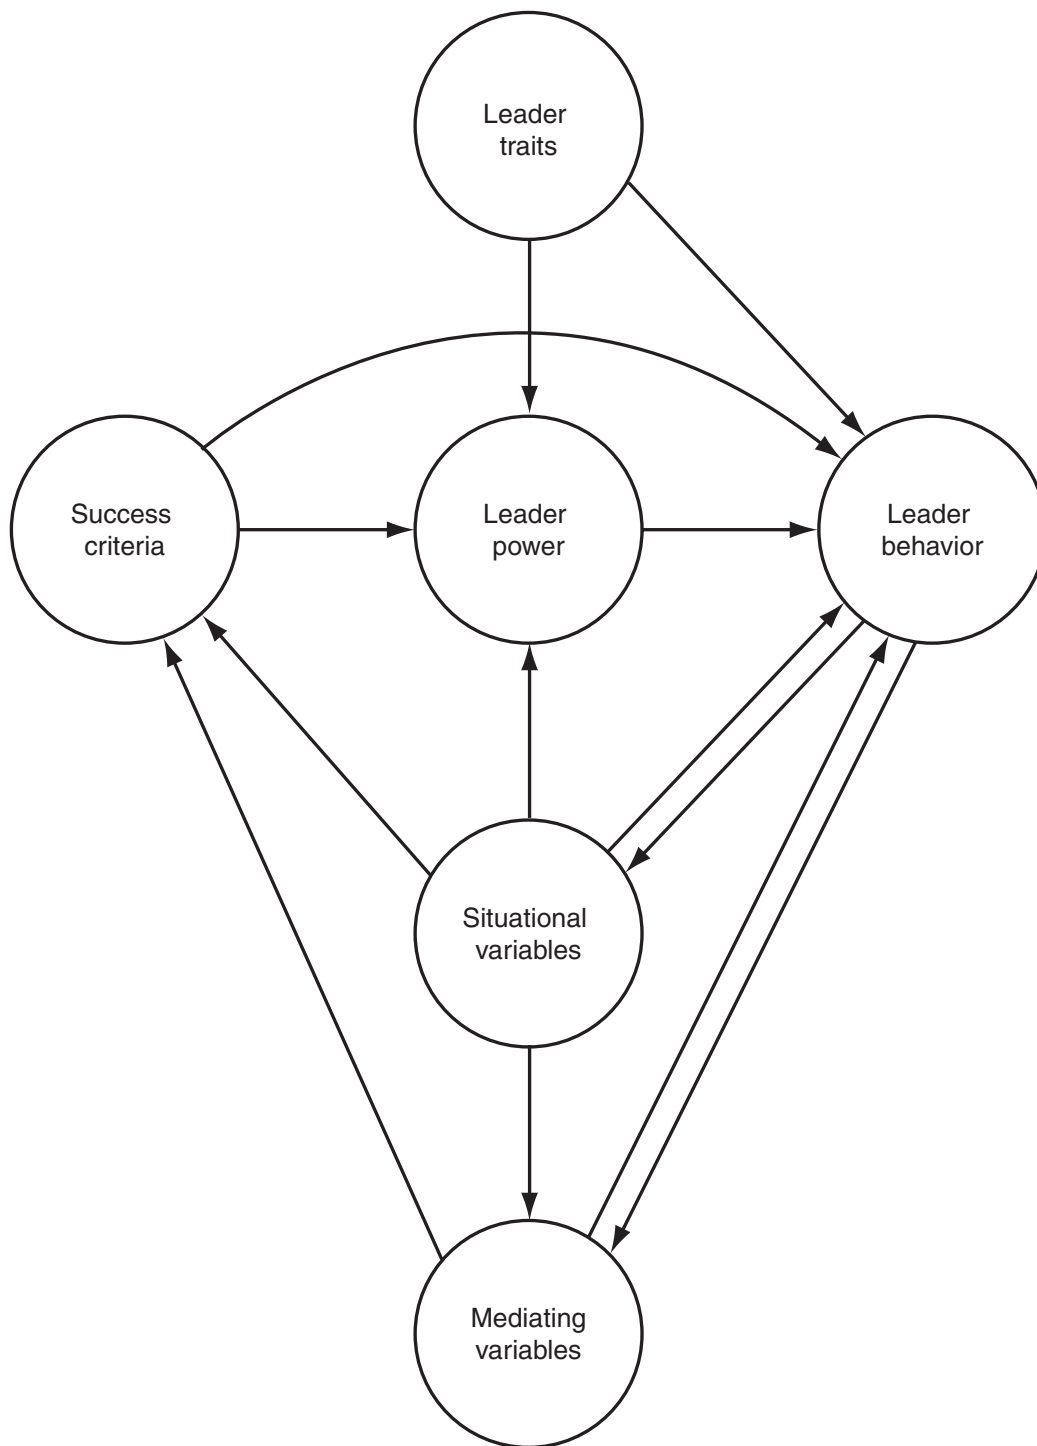 Leader
traits
Success
criteria
Leader
power
Leader
behavior
Situational
variables
Mediating
variables